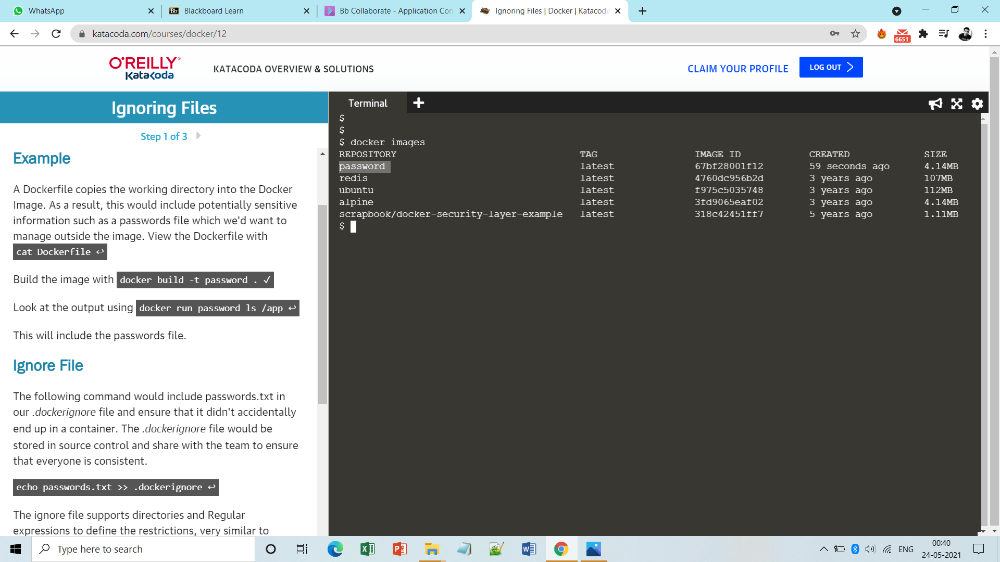 WhatsApp
Bb Blackboard Learn
Bb Collaborate - Application Con
Ignoring Files | Docker | Katacoda
katacoda.com/courses/docker/12
6651
O'REILLY®
Katacoda
KATACODA OVERVIEW & SOLUTIONS
CLAIM YOUR PROFILE
LOG OUT
Ignoring Files
Step 1 of 3
Example
A Dockerfile copies the working directory into the Docker
Image. As a result, this would include potentially sensitive
information such as a passwords file which we'd want to
manage outside the image. View the Dockerfile with
cat Dockerfile ↩
Build the image with docker build -t password . ✓
Look at the output using docker run password ls /app ↩
This will include the passwords file.
Ignore File
The following command would include passwords.txt in
our .dockerignore file and ensure that it didn't accidentally
end up in a container. The .dockerignore file would be
stored in source control and share with the team to ensure
that everyone is consistent.
echo passwords.txt >> .dockerignore ↩
The ignore file supports directories and Regular
expressions to define the restrictions, very similar to
Terminal
$
$
$ docker images
REPOSITORY TAG IMAGE ID CREATED SIZE
password latest 67bf28001f12 59 seconds ago 4.14MB
redis latest 4760dc956b2d 3 years ago 107MB
ubuntu latest f975c5035748 3 years ago 112MB
alpine latest 3fd9065eaf02 3 years ago 4.14MB
scrapbook/docker-security-layer-example latest 318c42451ff7 5 years ago 1.11MB
$
Type here to search
ENG
00:40
24-05-2021